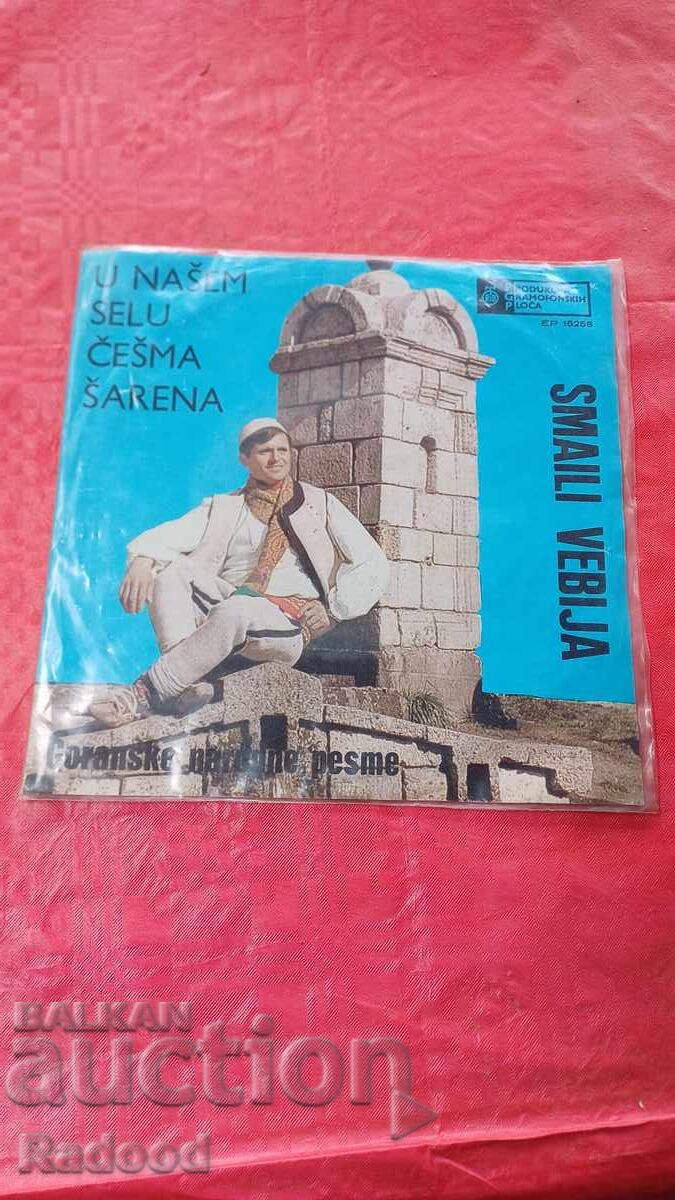 U NAŠEM
SELU
ČEŠMA
ŠARENA
PRODUKCIJA
GRAMOFONSKIH
PLOČA
EP 16258
SMAILI VEBIJA
Goranske narodne pesme
BALKAN
auction
Radood